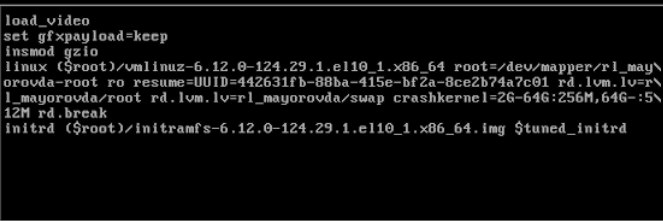 load_video
set gfxpayload=keep
insmod gzio
linux ($root)/vmlinuz-6.12.0-124.29.1.el10_1.x86_64 root=/dev/mapper/rl_may\
orovda-root ro resume=UUID=442631fb-88ba-415e-bf2a-8ce2b74a7c01 rd.lvm.lv=r\
l_mayorovda/root rd.lvm.lv=rl_mayorovda/swap crashkernel=2G-64G:256M,64G-:5\
12M rd.break
initrd ($root)/initramfs-6.12.0-124.29.1.el10_1.x86_64.img $tuned_initrd